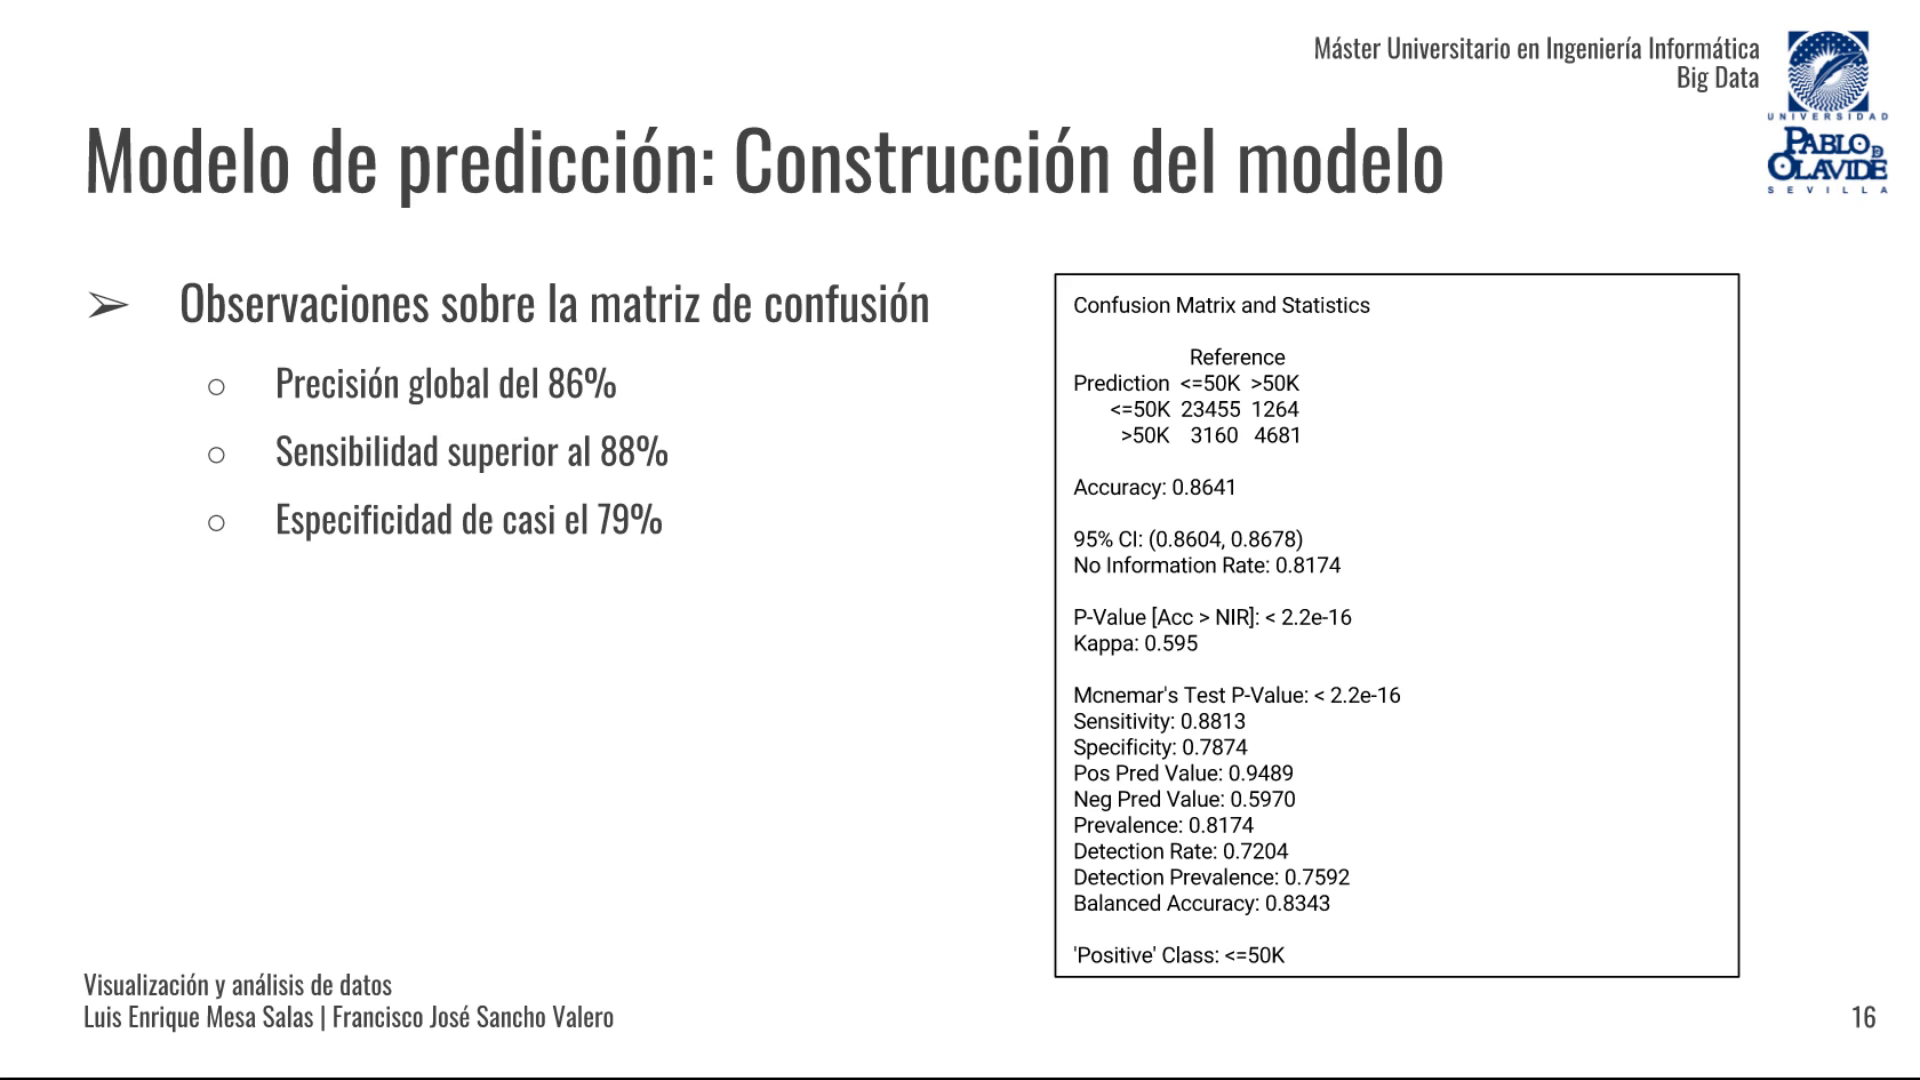 Máster Universitario en Ingeniería Informática
Big Data
UNIVERSIDAD
PABLO DE
OLAVIDE
SEVILLA
Modelo de predicción: Construcción del modelo
➢ Observaciones sobre la matriz de confusión
○ Precisión global del 86%
○ Sensibilidad superior al 88%
○ Especificidad de casi el 79%
Confusion Matrix and Statistics
Reference
Prediction <=50K >50K
<=50K 23455 1264
>50K 3160 4681
Accuracy: 0.8641
95% CI: (0.8604, 0.8678)
No Information Rate: 0.8174
P-Value [Acc > NIR]: < 2.2e-16
Kappa: 0.595
Mcnemar's Test P-Value: < 2.2e-16
Sensitivity: 0.8813
Specificity: 0.7874
Pos Pred Value: 0.9489
Neg Pred Value: 0.5970
Prevalence: 0.8174
Detection Rate: 0.7204
Detection Prevalence: 0.7592
Balanced Accuracy: 0.8343
'Positive' Class: <=50K
Visualización y análisis de datos
Luis Enrique Mesa Salas | Francisco José Sancho Valero
16